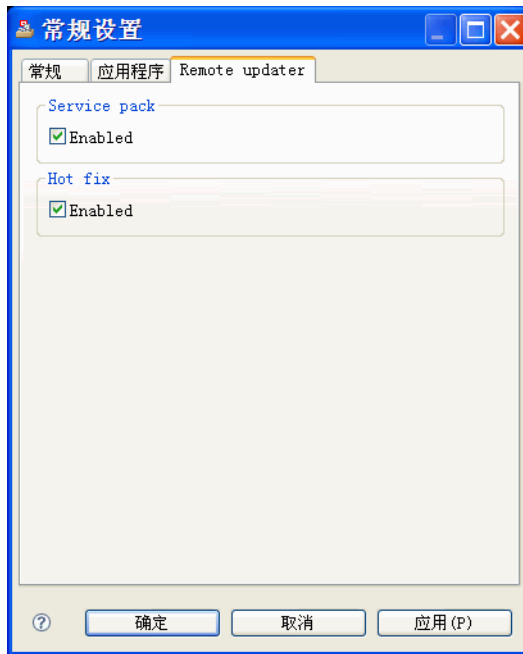 常规设置
常规 应用程序 Remote updater
Service pack
Enabled
Hot fix
Enabled
? 确定 取消 应用(P)